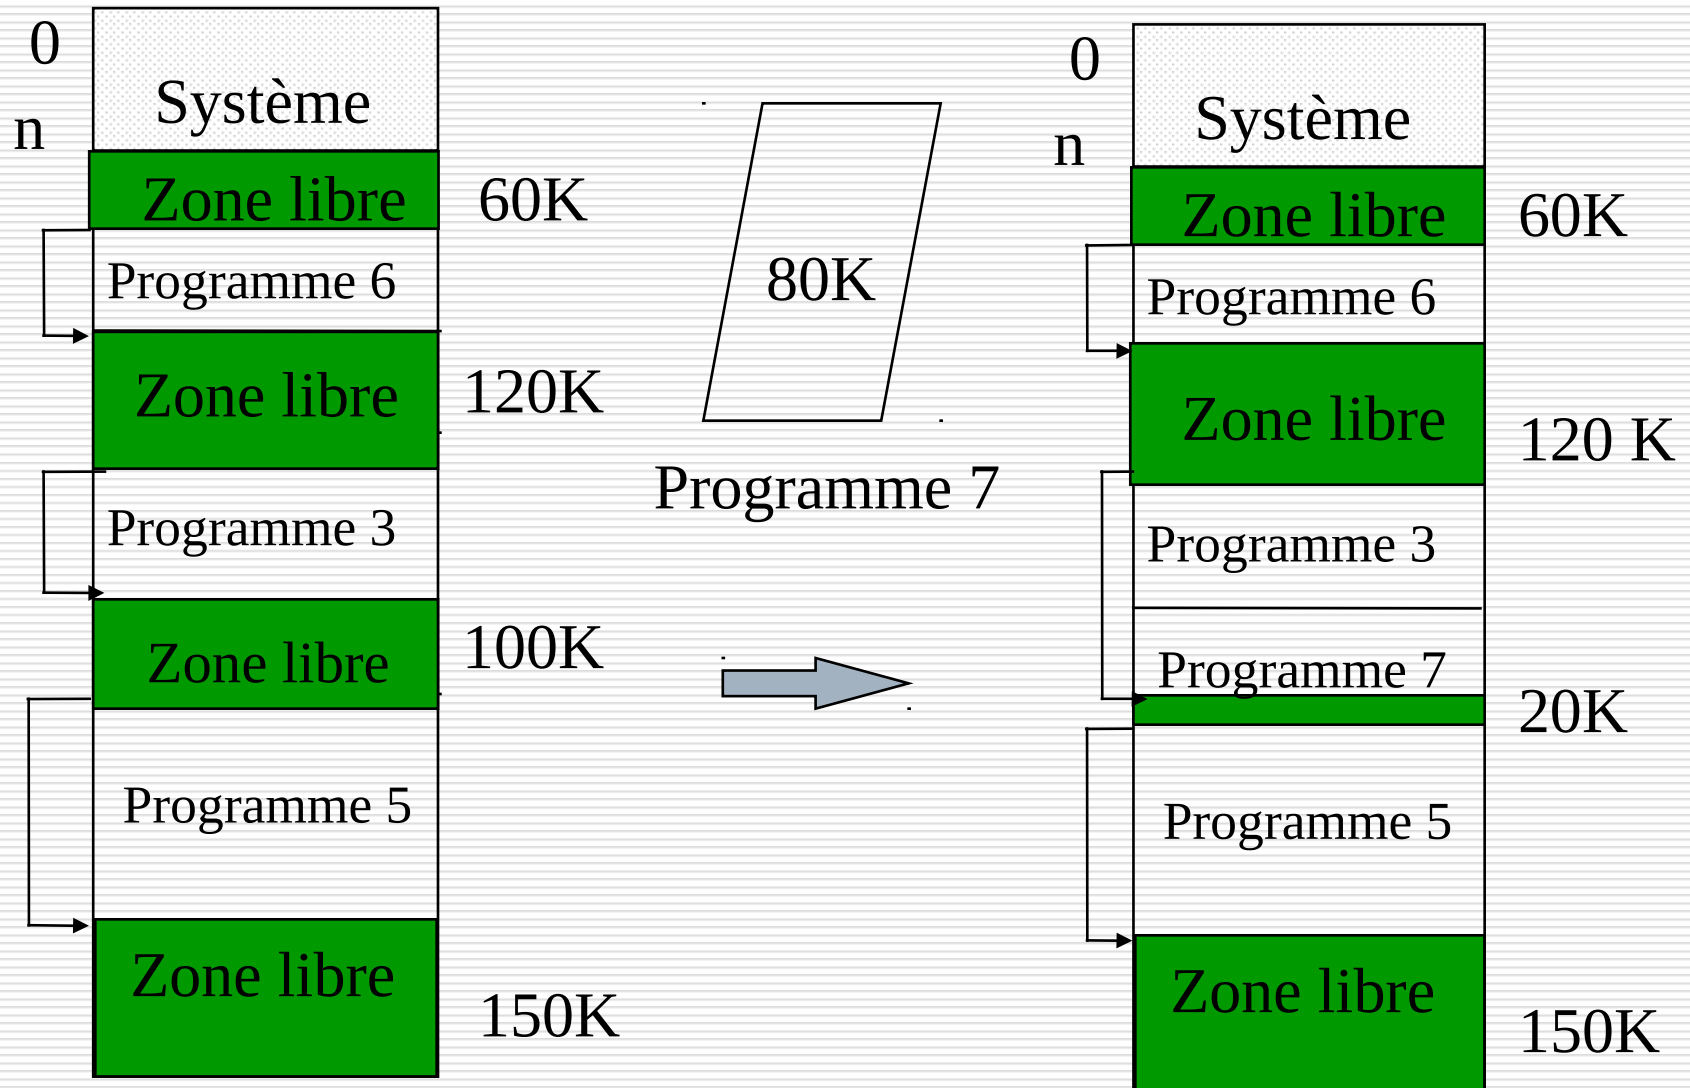 0
Système
n
Zone libre
60K
Programme 6
Zone libre
120K
Programme 3
Zone libre
100K
Programme 5
Zone libre
150K
80K
Programme 7
0
Système
n
Zone libre
60K
Programme 6
Zone libre
120 K
Programme 3
Programme 7
20K
Programme 5
Zone libre
150K